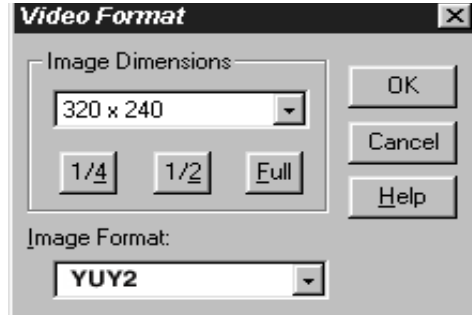 Video Format
Image Dimensions
320 x 240
1/4 1/2 Full
OK
Cancel
Help
Image Format:
YUY2